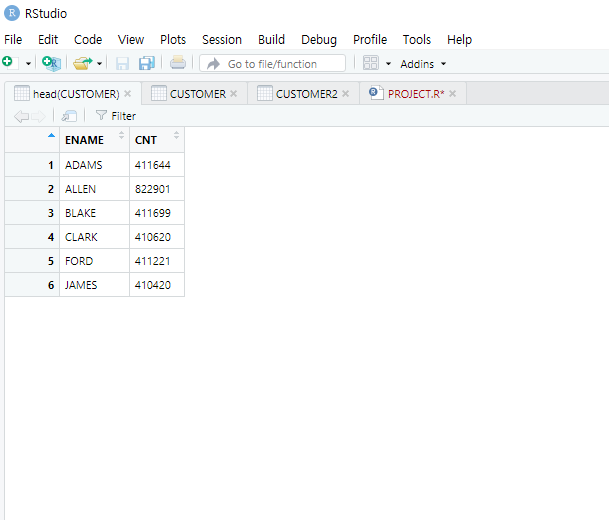 RStudio
File Edit Code View Plots Session Build Debug Profile Tools Help
Go to file/function Addins
head(CUSTOMER) CUSTOMER CUSTOMER2 PROJECT.R*
Filter
ENAME CNT
1 ADAMS 411644
2 ALLEN 822901
3 BLAKE 411699
4 CLARK 410620
5 FORD 411221
6 JAMES 410420